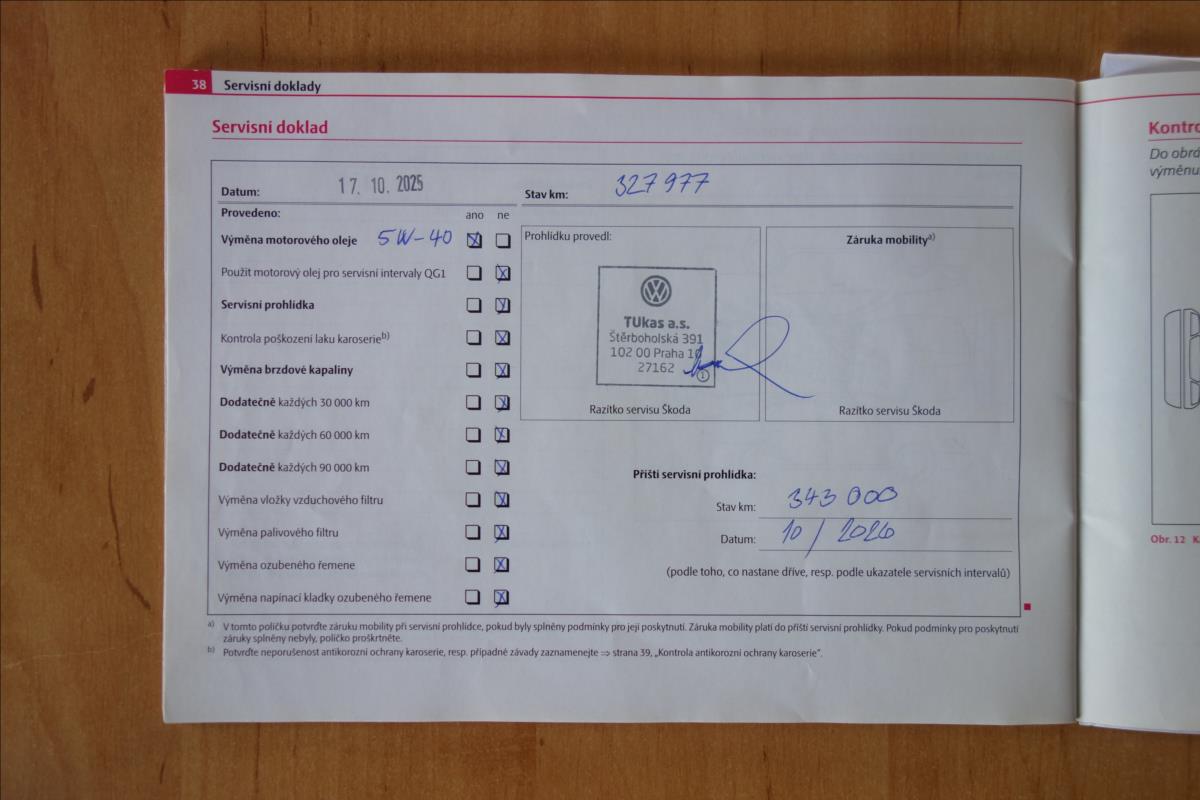 38 Servisní doklady
Servisní doklad
Datum: 17. 10. 2025 Stav km: 327 977
Provedeno: ano ne
Výměna motorového oleje 5W-40
Použit motorový olej pro servisní intervaly QG1
Servisní prohlídka
Kontrola poškození laku karoserie b)
Výměna brzdové kapaliny
Dodatečně každých 30 000 km
Dodatečně každých 60 000 km
Dodatečně každých 90 000 km
Výměna vložky vzduchového filtru
Výměna palivového filtru
Výměna ozubeného řemene
Výměna napínací kladky ozubeného řemene
Prohlídku provedl:
TUkas a.s.
Štěrboholská 391
102 00 Praha 10
27162
1
Razítko servisu Škoda
Záruka mobility a)
Razítko servisu Škoda
Příští servisní prohlídka:
Stav km: 343 000
Datum: 10 / 2026
(podle toho, co nastane dříve, resp. podle ukazatele servisních intervalů)
a) V tomto políčku potvrďte záruku mobility při servisní prohlídce, pokud byly splněny podmínky pro její poskytnutí. Záruka mobility platí do příští servisní prohlídky. Pokud podmínky pro poskytnutí
záruky splněny nebyly, políčko proškrtněte.
b) Potvrďte neporušenost antikorozní ochrany karoserie, resp. případné závady zaznamenejte ⇒ strana 39, „Kontrola antikorozní ochrany karoserie".
Kontro
Do obrá
výměnu
Obr. 12 K